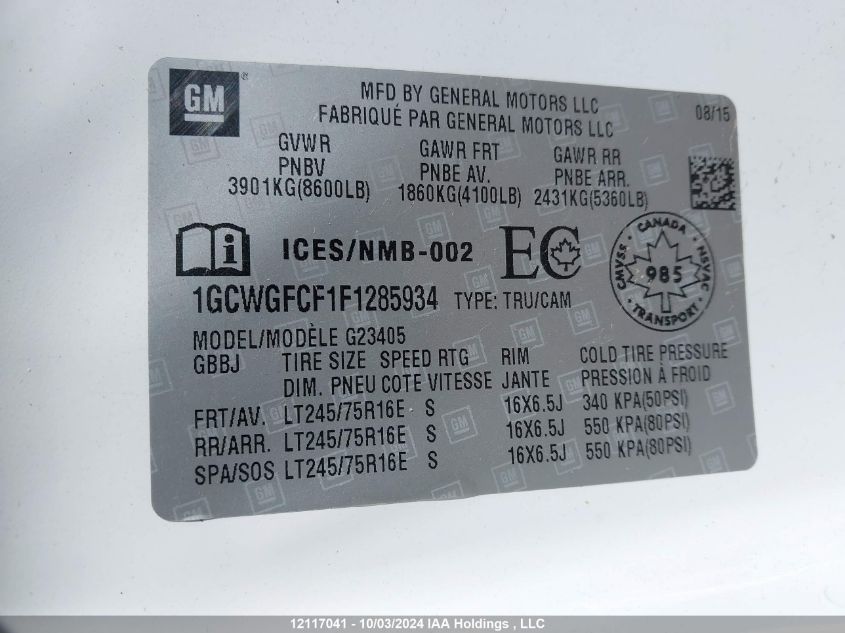 GM
MFD BY GENERAL MOTORS LLC
FABRIQUÉ PAR GENERAL MOTORS LLC
08/15
GVWR GAWR FRT GAWR RR
PNBV PNBE AV. PNBE ARR.
3901KG(8600LB) 1860KG(4100LB) 2431KG(5360LB)
i ICES/NMB-002 EC
CANADA
CMVSS 985 NSVAC
TRANSPORT
1GCWGFCF1F1285934 TYPE: TRU/CAM
MODEL/MODÈLE G23405
GBBJ TIRE SIZE SPEED RTG RIM COLD TIRE PRESSURE
DIM. PNEU COTE VITESSE JANTE PRESSION À FROID
FRT/AV. LT245/75R16E S 16X6.5J 340 KPA(50PSI)
RR/ARR. LT245/75R16E S 16X6.5J 550 KPA(80PSI)
SPA/SOS LT245/75R16E S 16X6.5J 550 KPA(80PSI)
12117041 - 10/03/2024 IAA Holdings , LLC